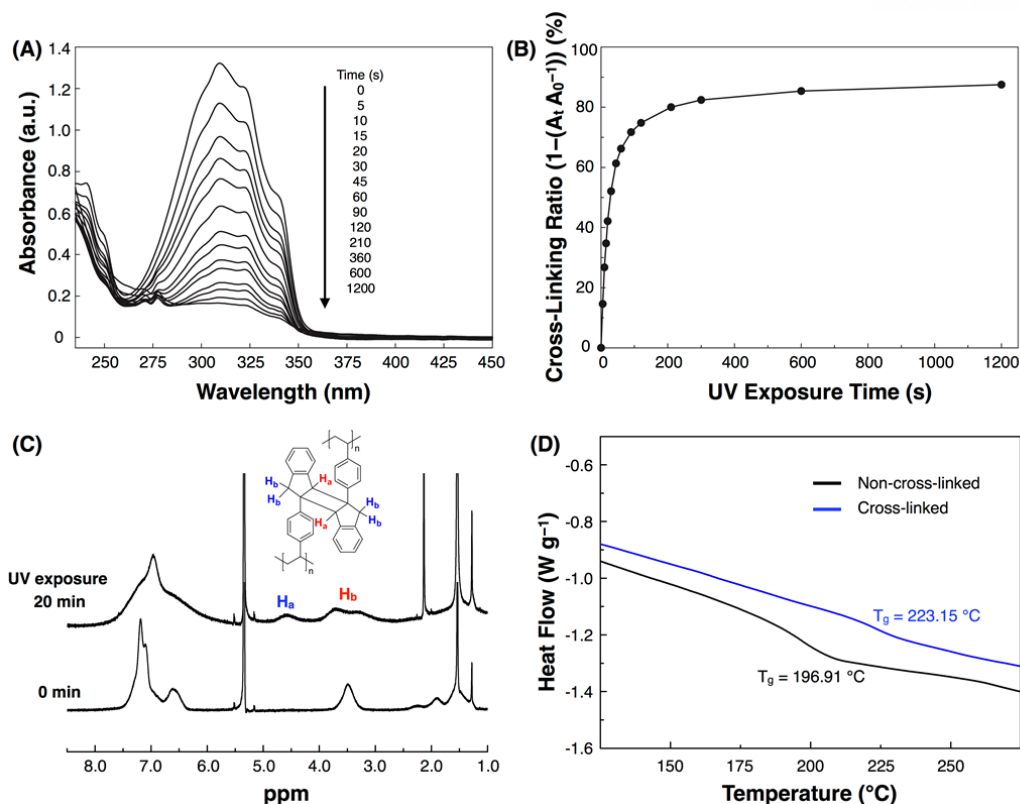 (A)
Absorbance (a.u.)
1.4
1.2
1.0
0.8
0.6
0.4
0.2
0
Time (s)
0
5
10
15
20
30
45
60
90
120
210
360
600
1200
250
275
300
325
350
375
400
425
450
Wavelength (nm)
(B)
Cross-Linking Ratio (1–(Aₜ A₀⁻¹)) (%)
100
80
60
40
20
0
0
200
400
600
800
1000
1200
UV Exposure Time (s)
(C)
n
Hb
Hb
Ha
Hb
Hb
Ha
n
UV exposure
20 min
Ha
Hb
0 min
8.0
7.0
6.0
5.0
4.0
3.0
2.0
1.0
ppm
(D)
Heat Flow (W g⁻¹)
-0.6
-0.8
-1.0
-1.2
-1.4
-1.6
Non-cross-linked
Cross-linked
Tg = 223.15 °C
Tg = 196.91 °C
150
175
200
225
250
Temperature (°C)